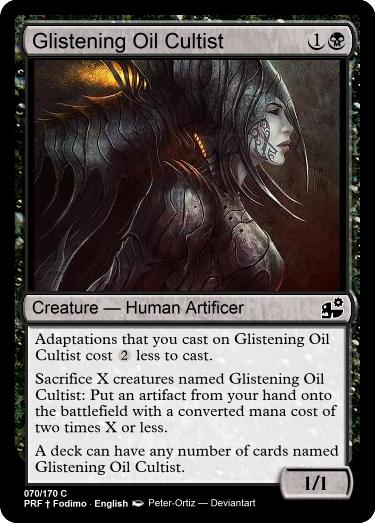 Glistening Oil Cultist 1
Creature — Human Artificer
Adaptations that you cast on Glistening Oil
Cultist cost 2 less to cast.
Sacrifice X creatures named Glistening Oil
Cultist: Put an artifact from your hand onto
the battlefield with a converted mana cost of
two times X or less.
A deck can have any number of cards named
Glistening Oil Cultist.
1/1
070/170 C
PRF † Fodimo · English Peter-Ortiz — Deviantart